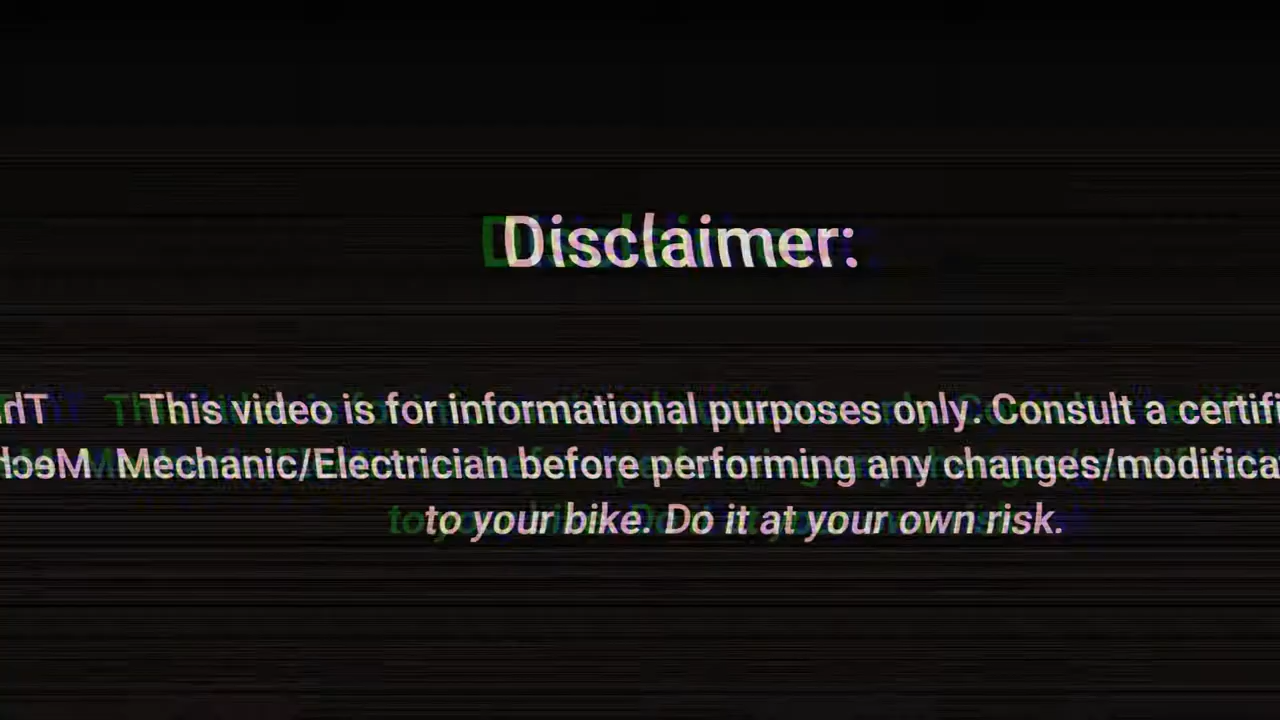 Disclaimer:
This video is for informational purposes only. Consult a certifi
Mechanic/Electrician before performing any changes/modifica
to your bike. Do it at your own risk.